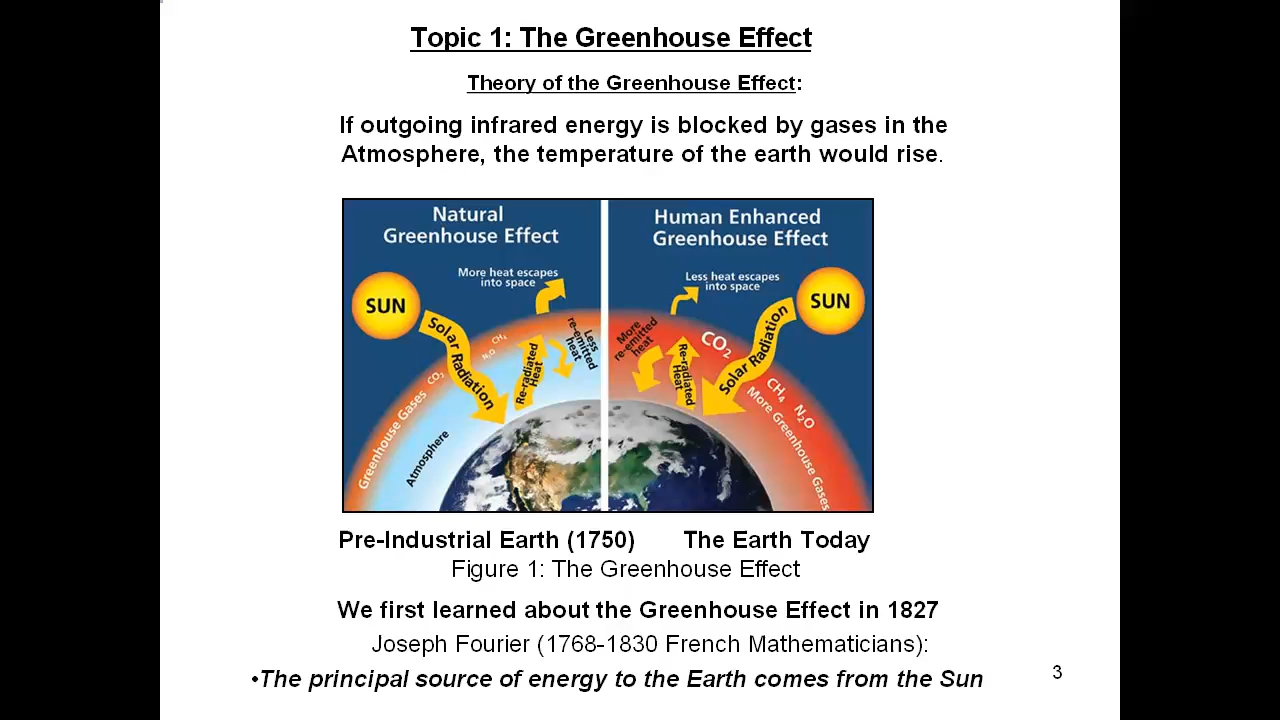 Topic 1: The Greenhouse Effect
Theory of the Greenhouse Effect:
If outgoing infrared energy is blocked by gases in the
Atmosphere, the temperature of the earth would rise.
Natural
Greenhouse Effect
More heat escapes
into space
SUN
Solar Radiation
Re-radiated
Heat
Less
re-emitted
heat
CH₄
N₂O
CO₂
Greenhouse Gases
Atmosphere
Human Enhanced
Greenhouse Effect
Less heat escapes
into space
SUN
Solar Radiation
More
re-emitted
heat
Re-radiated
Heat
CO₂
CH₄ N₂O
More Greenhouse Gases
Pre-Industrial Earth (1750) The Earth Today
Figure 1: The Greenhouse Effect
We first learned about the Greenhouse Effect in 1827
Joseph Fourier (1768-1830 French Mathematicians):
•The principal source of energy to the Earth comes from the Sun
3